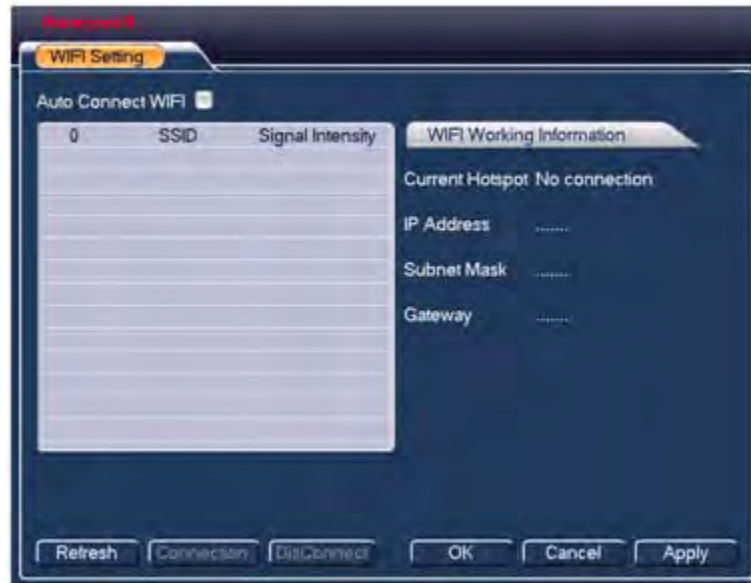 Honeywell
WIFI Setting
Auto Connect WIFI
0 SSID Signal Intensity
WIFI Working Information
Current Hotspot No connection
IP Address .......
Subnet Mask .......
Gateway .......
Refresh Connection DisConnect OK Cancel Apply